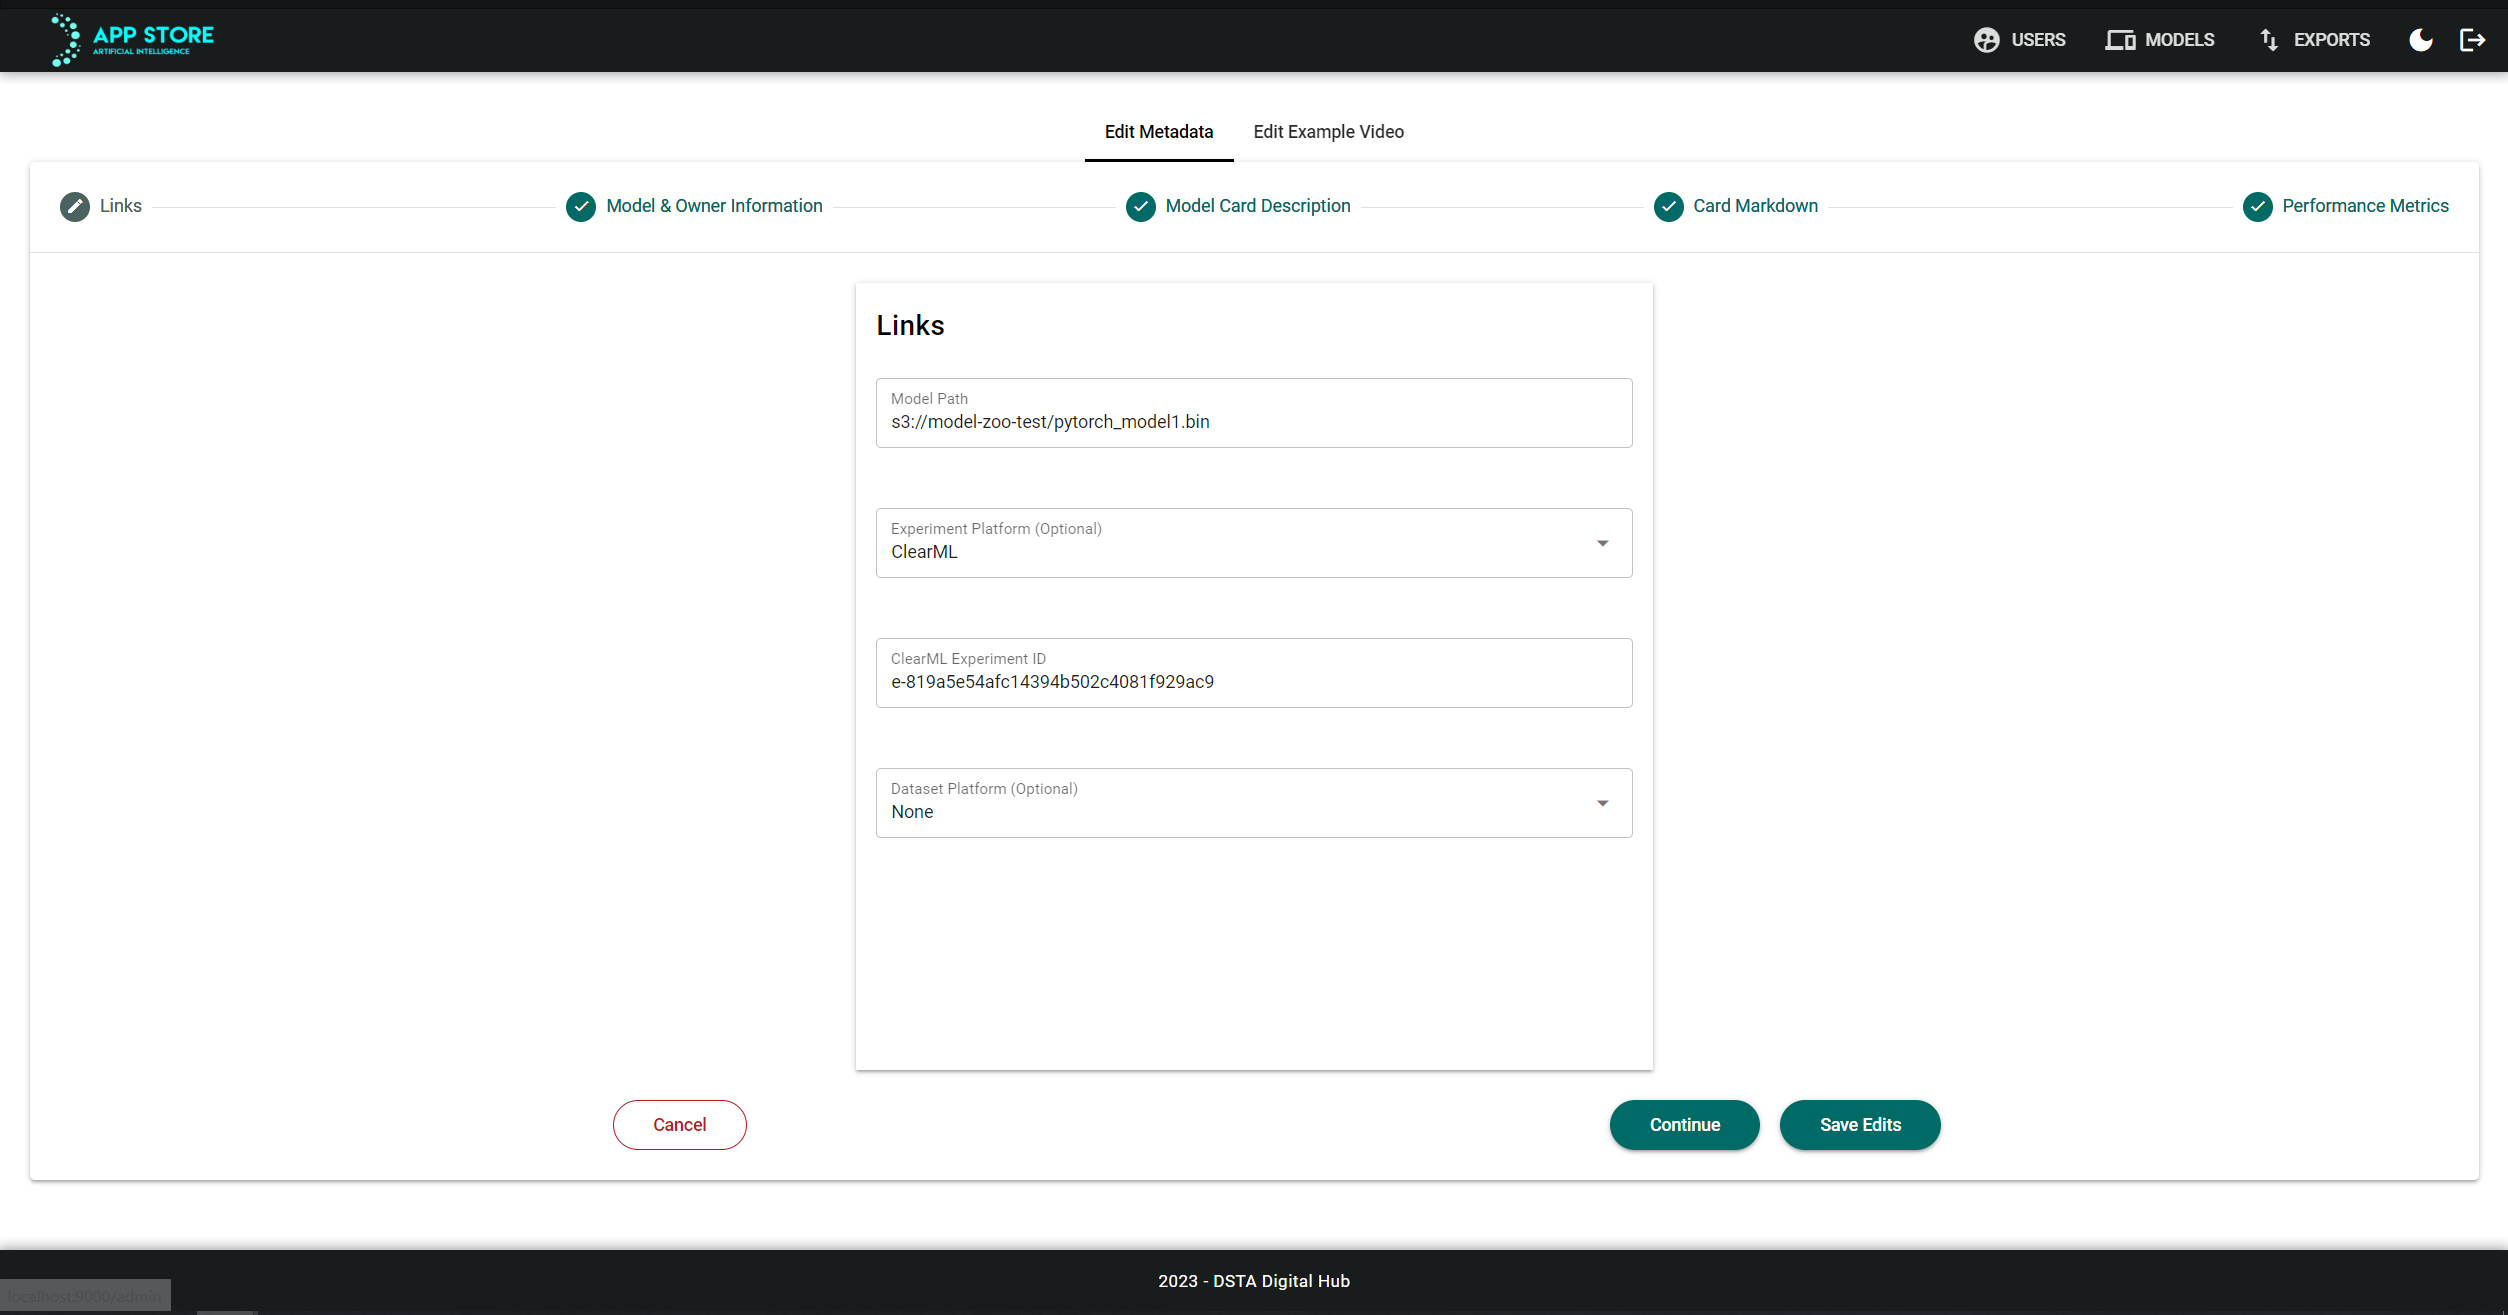 APP STORE
ARTIFICIAL INTELLIGENCE
USERS
MODELS
EXPORTS
Edit Metadata
Edit Example Video
Links
Model & Owner Information
Model Card Description
Card Markdown
Performance Metrics
Links
Model Path
s3://model-zoo-test/pytorch_model1.bin
Experiment Platform (Optional)
ClearML
ClearML Experiment ID
e-819a5e54afc14394b502c4081f929ac9
Dataset Platform (Optional)
None
Cancel
Continue
Save Edits
2023 - DSTA Digital Hub
localhost:9000/admin